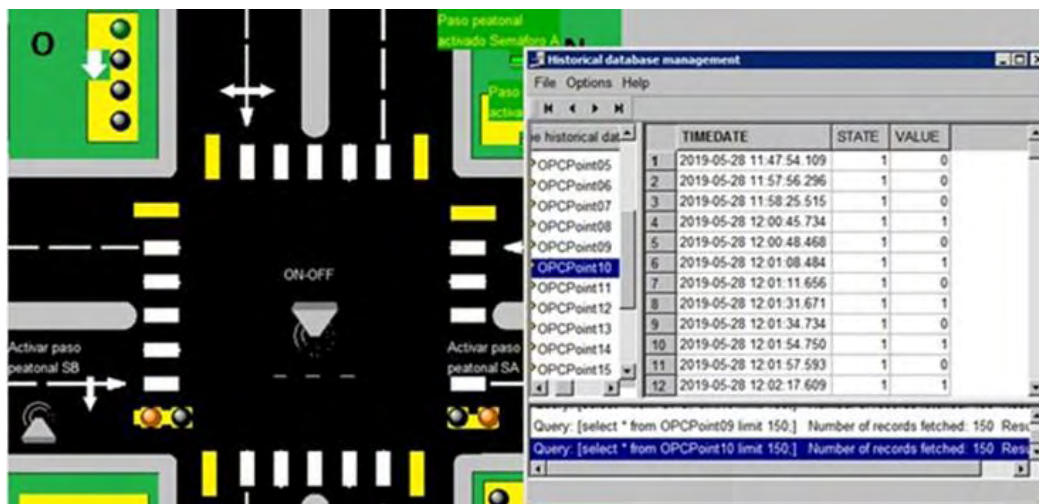 O
Paso peatonal
activado Semáforo A
N
Paso
activa
ON-OFF
Activar paso
peatonal SB
Activar paso
peatonal SA
Historical database management
File Options Help
e historical dat
OPCPoint05
OPCPoint06
OPCPoint07
OPCPoint08
OPCPoint09
OPCPoint10
OPCPoint11
OPCPoint12
OPCPoint13
OPCPoint14
OPCPoint15
TIMEDATE STATE VALUE
1 2019-05-28 11:47:54.109 1 0
2 2019-05-28 11:57:56.296 1 0
3 2019-05-28 11:58:25.515 1 0
4 2019-05-28 12:00:45.734 1 1
5 2019-05-28 12:00:48.468 1 0
6 2019-05-28 12:01:08.484 1 1
7 2019-05-28 12:01:11.656 1 0
8 2019-05-28 12:01:31.671 1 1
9 2019-05-28 12:01:34.734 1 0
10 2019-05-28 12:01:54.750 1 1
11 2019-05-28 12:01:57.593 1 0
12 2019-05-28 12:02:17.609 1 1
Query: [select * from OPCPoint09 limit 150;] Number of records fetched: 150 Resu
Query: [select * from OPCPoint10 limit 150;] Number of records fetched: 150 Resu